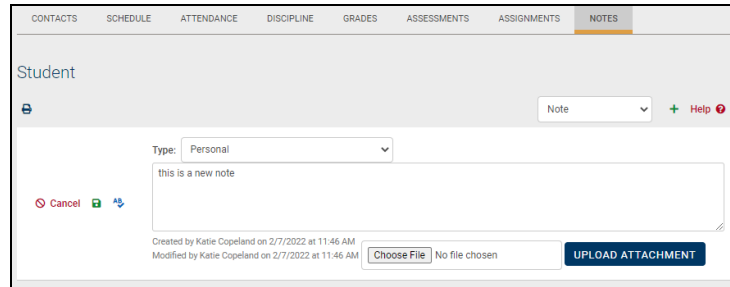 CONTACTS SCHEDULE ATTENDANCE DISCIPLINE GRADES ASSESSMENTS ASSIGNMENTS NOTES
Student
Note + Help ?
Type: Personal
this is a new note
Cancel AB
Created by Katie Copeland on 2/7/2022 at 11:46 AM
Modified by Katie Copeland on 2/7/2022 at 11:46 AM Choose File No file chosen UPLOAD ATTACHMENT